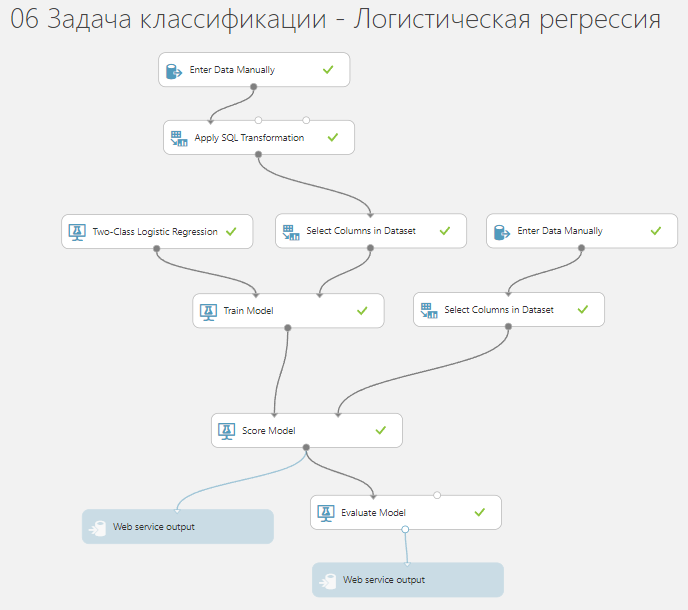 06 Задача классификации - Логистическая регрессия
Enter Data Manually
Apply SQL Transformation
Two-Class Logistic Regression
Select Columns in Dataset
Enter Data Manually
Train Model
Select Columns in Dataset
Score Model
Web service output
Evaluate Model
Web service output